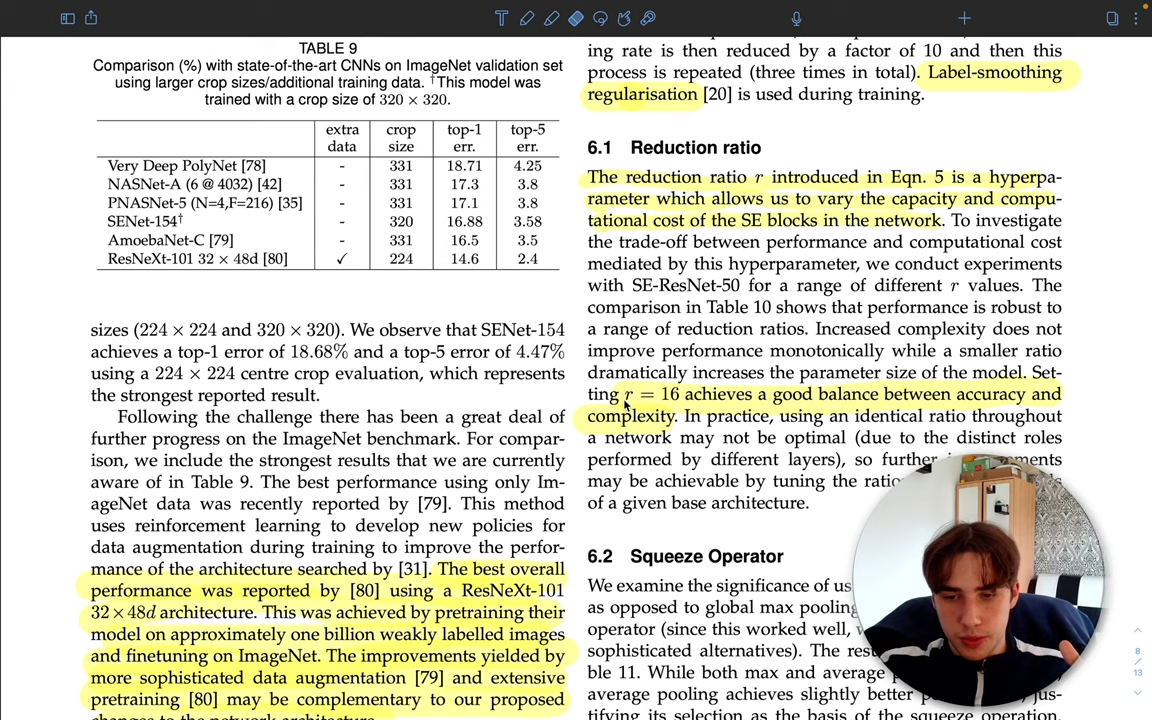 TABLE 9
Comparison (%) with state-of-the-art CNNs on ImageNet validation set
using larger crop sizes/additional training data. †This model was
trained with a crop size of 320 × 320.
extra data crop size top-1 err. top-5 err.
Very Deep PolyNet [78] - 331 18.71 4.25
NASNet-A (6 @ 4032) [42] - 331 17.3 3.8
PNASNet-5 (N=4,F=216) [35] - 331 17.1 3.8
SENet-154† - 320 16.88 3.58
AmoebaNet-C [79] - 331 16.5 3.5
ResNeXt-101 32 × 48d [80] ✓ 224 14.6 2.4
sizes (224 × 224 and 320 × 320). We observe that SENet-154
achieves a top-1 error of 18.68% and a top-5 error of 4.47%
using a 224 × 224 centre crop evaluation, which represents
the strongest reported result.
Following the challenge there has been a great deal of
further progress on the ImageNet benchmark. For compar-
ison, we include the strongest results that we are currently
aware of in Table 9. The best performance using only Im-
ageNet data was recently reported by [79]. This method
uses reinforcement learning to develop new policies for
data augmentation during training to improve the perfor-
mance of the architecture searched by [31]. The best overall
performance was reported by [80] using a ResNeXt-101
32×48d architecture. This was achieved by pretraining their
model on approximately one billion weakly labelled images
and finetuning on ImageNet. The improvements yielded by
more sophisticated data augmentation [79] and extensive
pretraining [80] may be complementary to our proposed
changes to the network architecture.
ing rate is then reduced by a factor of 10 and then this
process is repeated (three times in total). Label-smoothing
regularisation [20] is used during training.
6.1 Reduction ratio
The reduction ratio r introduced in Eqn. 5 is a hyperpa-
rameter which allows us to vary the capacity and compu-
tational cost of the SE blocks in the network. To investigate
the trade-off between performance and computational cost
mediated by this hyperparameter, we conduct experiments
with SE-ResNet-50 for a range of different r values. The
comparison in Table 10 shows that performance is robust to
a range of reduction ratios. Increased complexity does not
improve performance monotonically while a smaller ratio
dramatically increases the parameter size of the model. Set-
ting r = 16 achieves a good balance between accuracy and
complexity. In practice, using an identical ratio throughout
a network may not be optimal (due to the distinct roles
performed by different layers), so further
may be achievable by tuning the
of a given base architecture.
6.2 Squeeze Operator
We examine the significance of
as opposed to global max pooling
operator (since this worked well,
sophisticated alternatives). The
ble 11. While both max and average
average pooling achieves slightly better
tifying its selection as the basis of the squeeze operation.
8
/
13